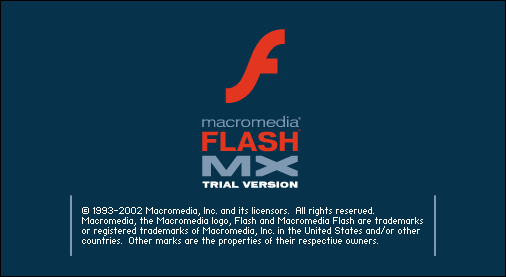 macromedia®
FLASH
MX
TRIAL VERSION
© 1993-2002 Macromedia, Inc. and its licensors. All rights reserved.
Macromedia, the Macromedia logo, Flash and Macromedia Flash are trademarks
or registered trademarks of Macromedia, Inc. in the United States and/or other
countries. Other marks are the properties of their respective owners.